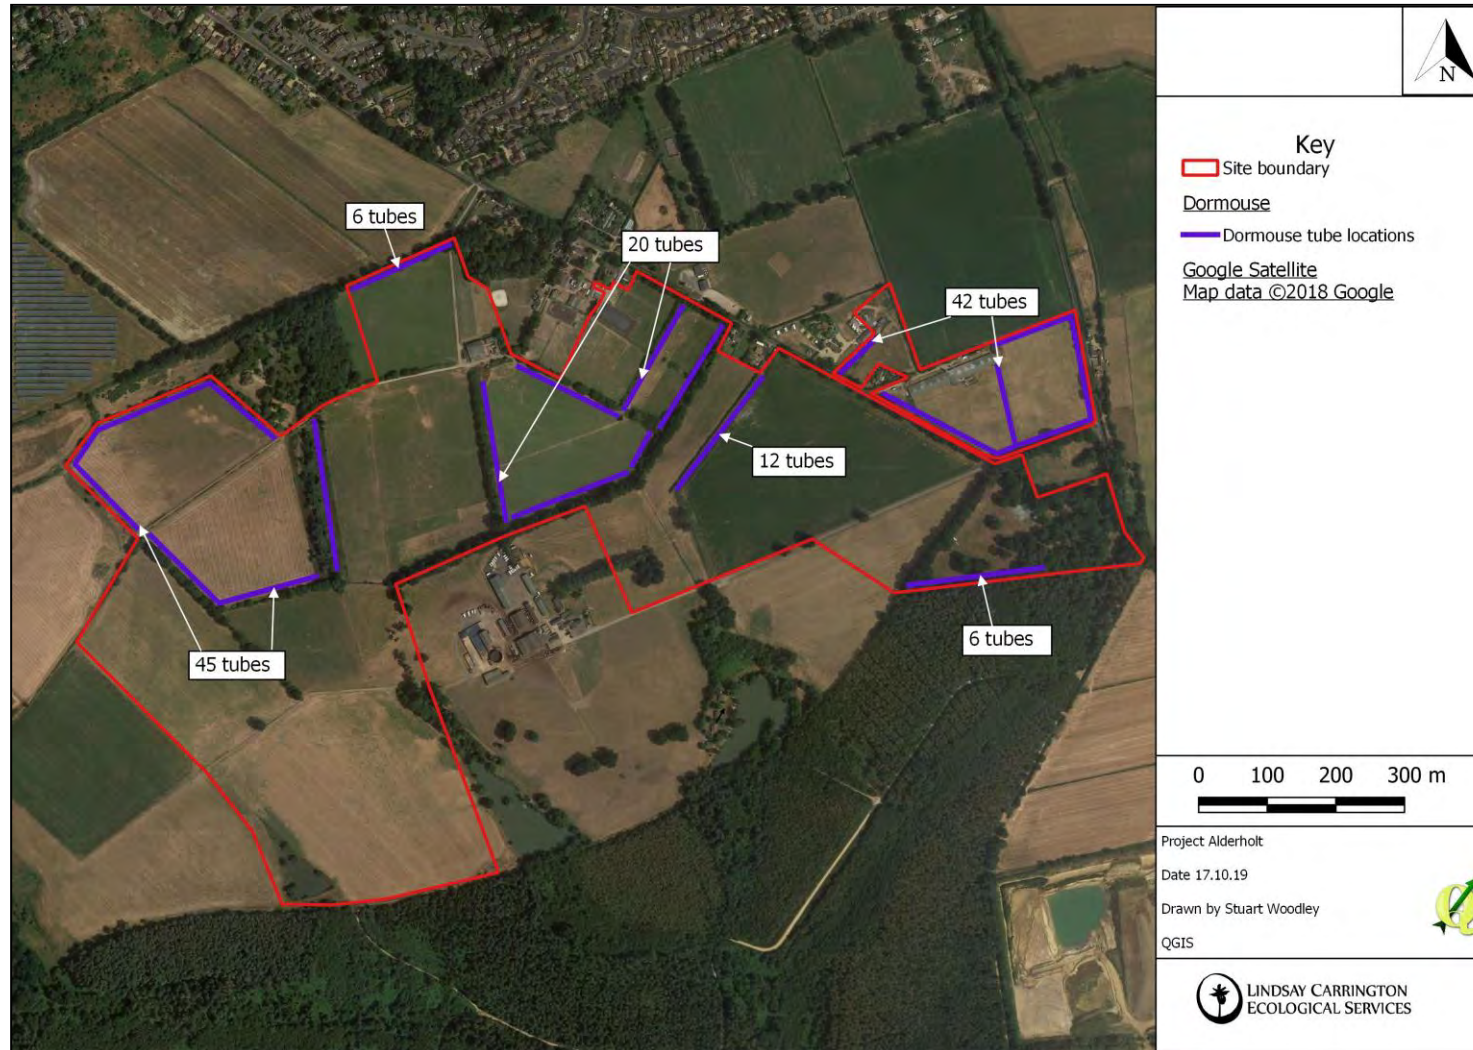 6 tubes
20 tubes
42 tubes
12 tubes
45 tubes
6 tubes
N
Key
Site boundary
Dormouse
Dormouse tube locations
Google Satellite
Map data ©2018 Google
0 100 200 300 m
Project Alderholt
Date 17.10.19
Drawn by Stuart Woodley
QGIS
LINDSAY CARRINGTON
ECOLOGICAL SERVICES